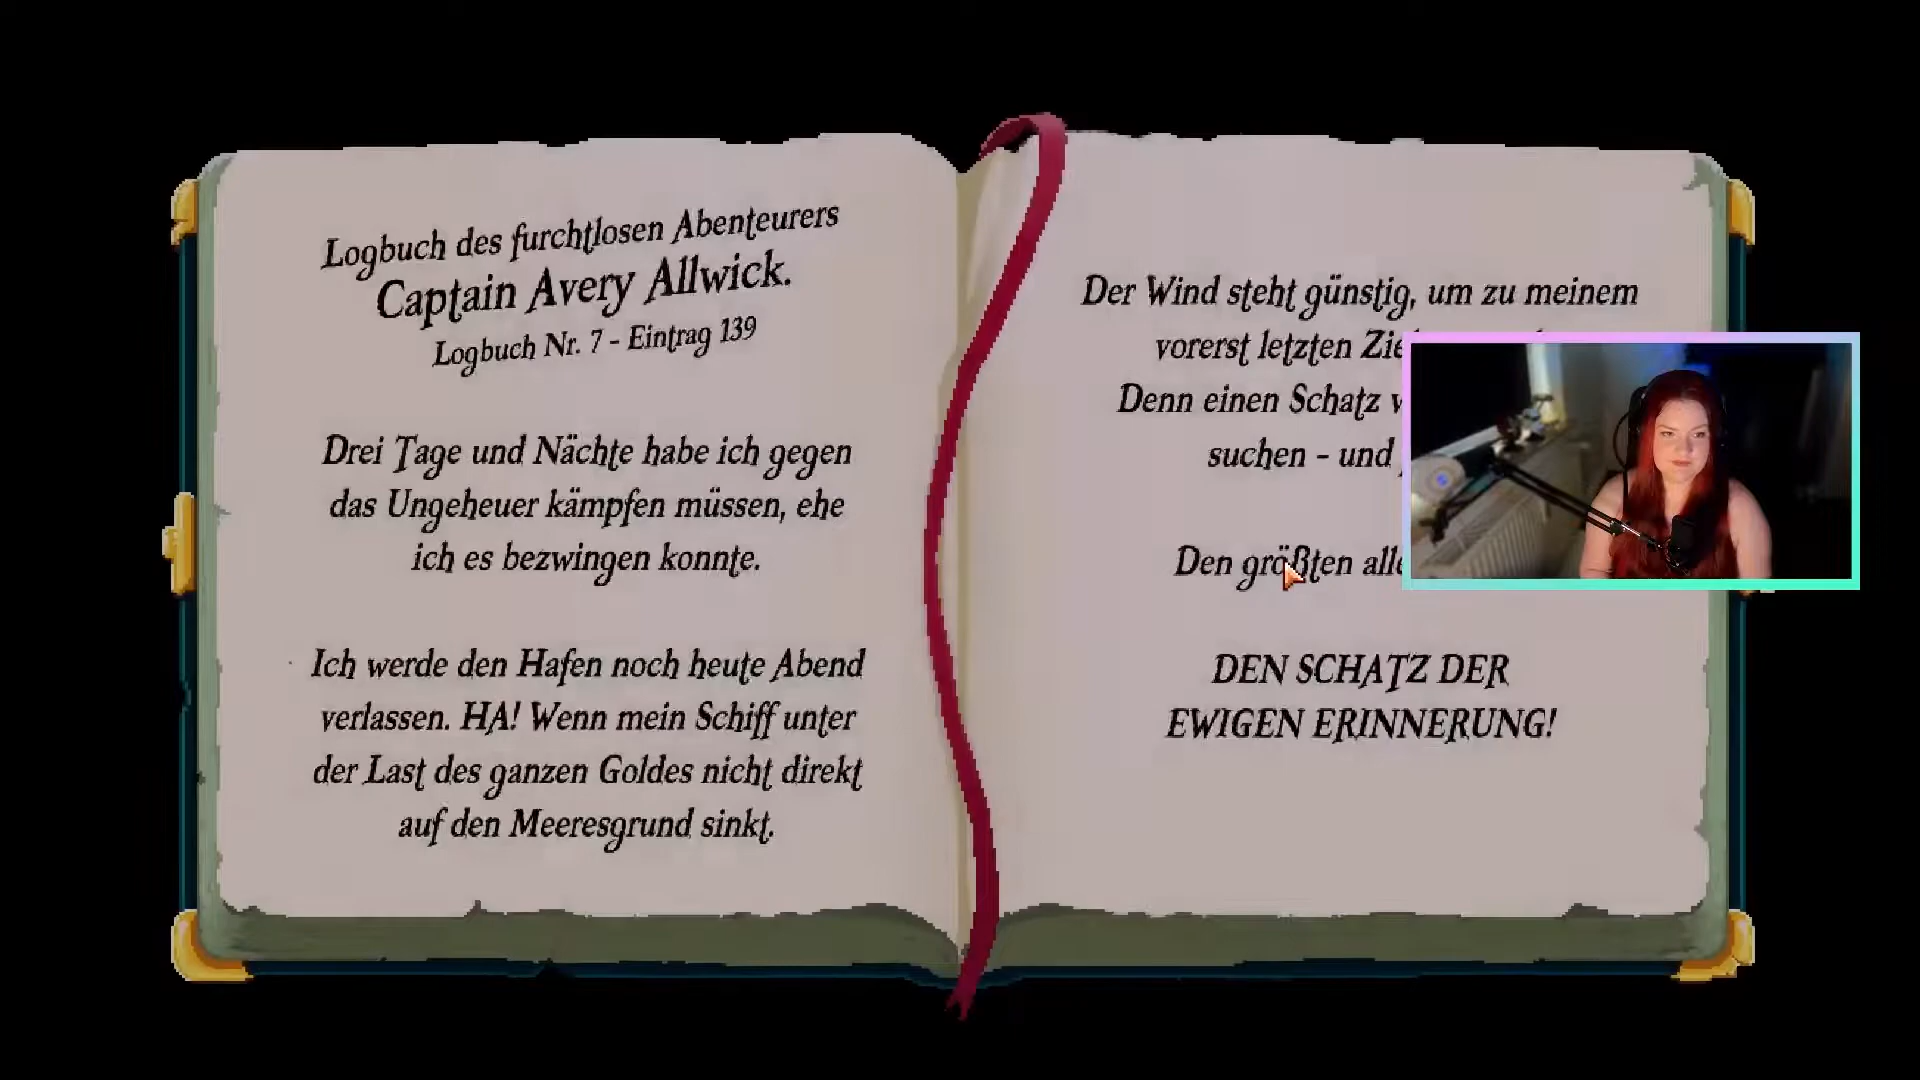 Logbuch des furchtlosen Abenteurers
Captain Avery Allwick.
Logbuch Nr. 7 - Eintrag 139
Drei Tage und Nächte habe ich gegen
das Ungeheuer kämpfen müssen, ehe
ich es bezwingen konnte.
Ich werde den Hafen noch heute Abend
verlassen. HA! Wenn mein Schiff unter
der Last des ganzen Goldes nicht direkt
auf den Meeresgrund sinkt.
Der Wind steht günstig, um zu meinem
vorerst letzten
Denn einen Schatz
suchen - und
Den größten
DEN SCHATZ DER
EWIGEN ERINNERUNG!